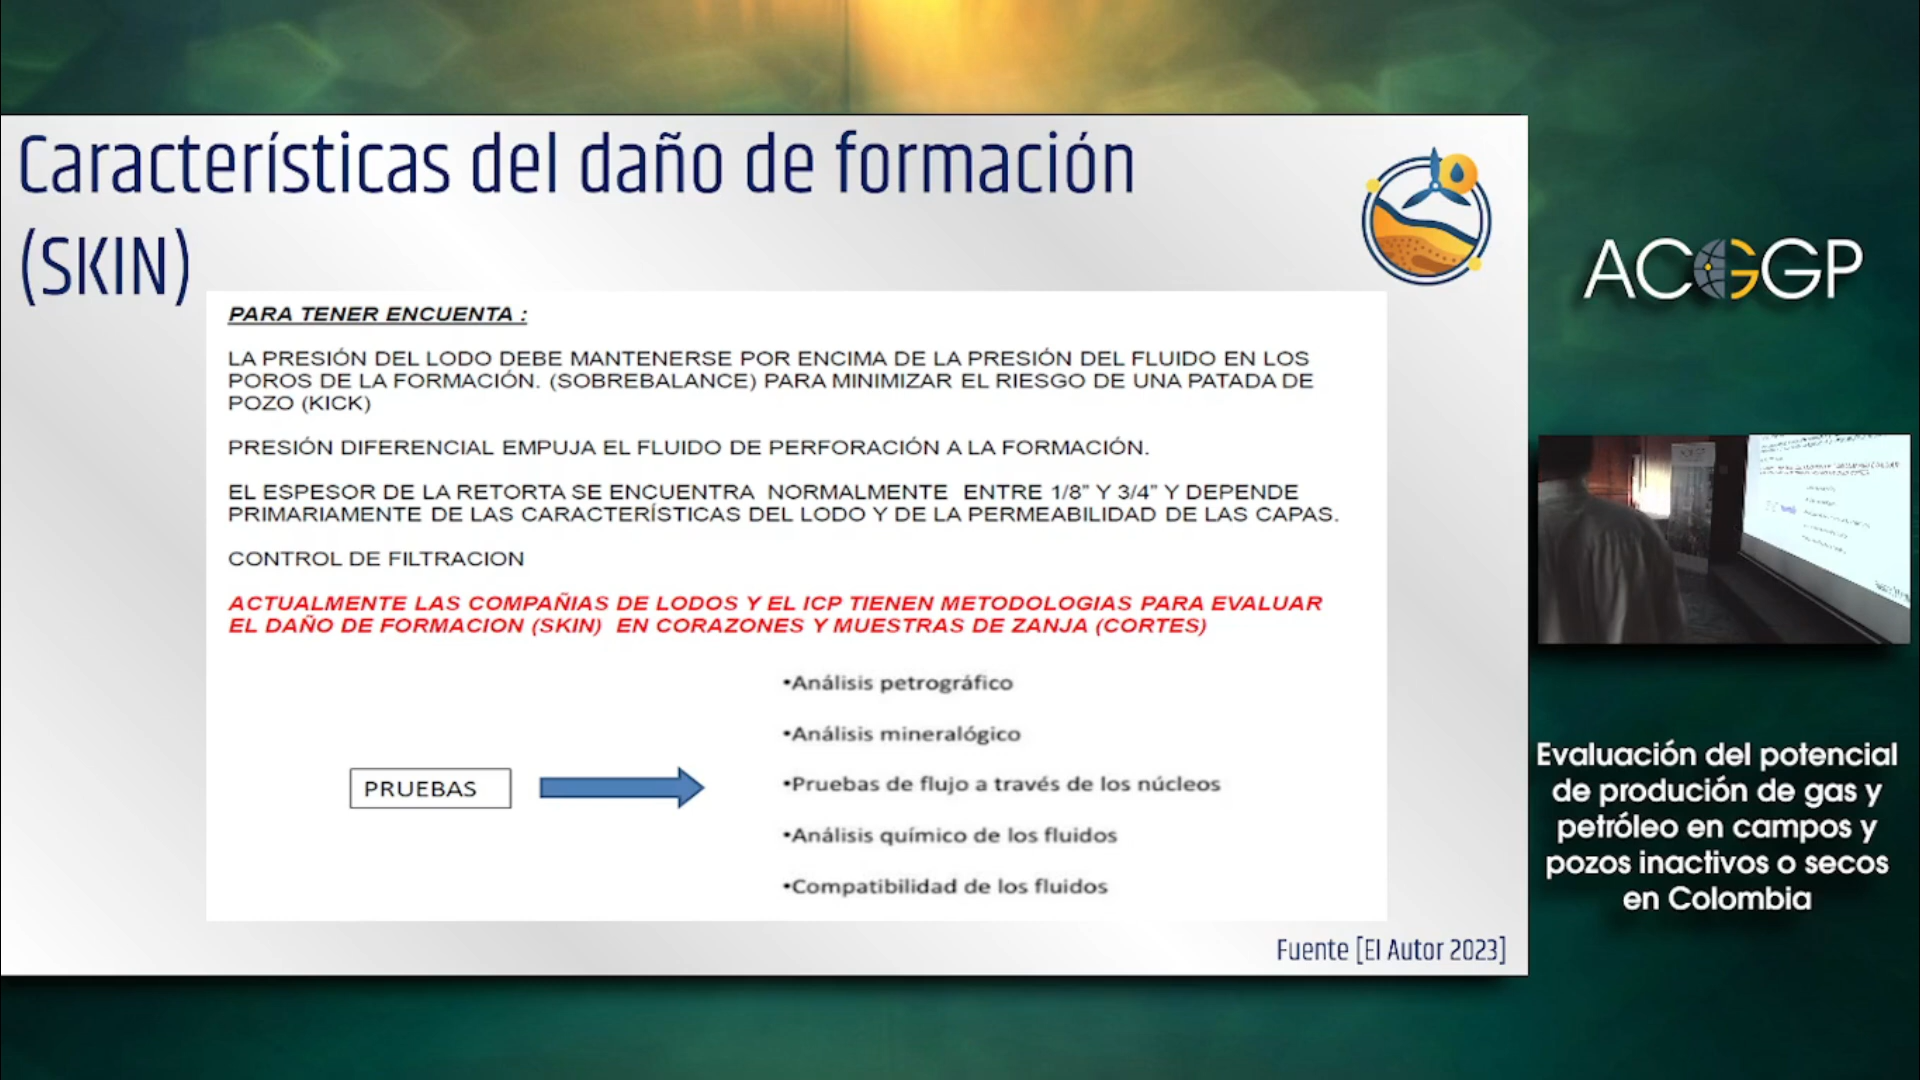 Características del daño de formación
(SKIN)
PARA TENER ENCUENTA :
LA PRESIÓN DEL LODO DEBE MANTENERSE POR ENCIMA DE LA PRESIÓN DEL FLUIDO EN LOS
POROS DE LA FORMACIÓN. (SOBREBALANCE) PARA MINIMIZAR EL RIESGO DE UNA PATADA DE
POZO (KICK)
PRESIÓN DIFERENCIAL EMPUJA EL FLUIDO DE PERFORACIÓN A LA FORMACIÓN.
EL ESPESOR DE LA RETORTA SE ENCUENTRA NORMALMENTE ENTRE 1/8” Y 3/4” Y DEPENDE
PRIMARIAMENTE DE LAS CARACTERÍSTICAS DEL LODO Y DE LA PERMEABILIDAD DE LAS CAPAS.
CONTROL DE FILTRACION
ACTUALMENTE LAS COMPAÑIAS DE LODOS Y EL ICP TIENEN METODOLOGIAS PARA EVALUAR
EL DAÑO DE FORMACION (SKIN) EN CORAZONES Y MUESTRAS DE ZANJA (CORTES)
PRUEBAS
•Análisis petrográfico
•Análisis mineralógico
•Pruebas de flujo a través de los núcleos
•Análisis químico de los fluidos
•Compatibilidad de los fluidos
Fuente [El Autor 2023]
ACGGP
Evaluación del potencial
de produción de gas y
petróleo en campos y
pozos inactivos o secos
en Colombia